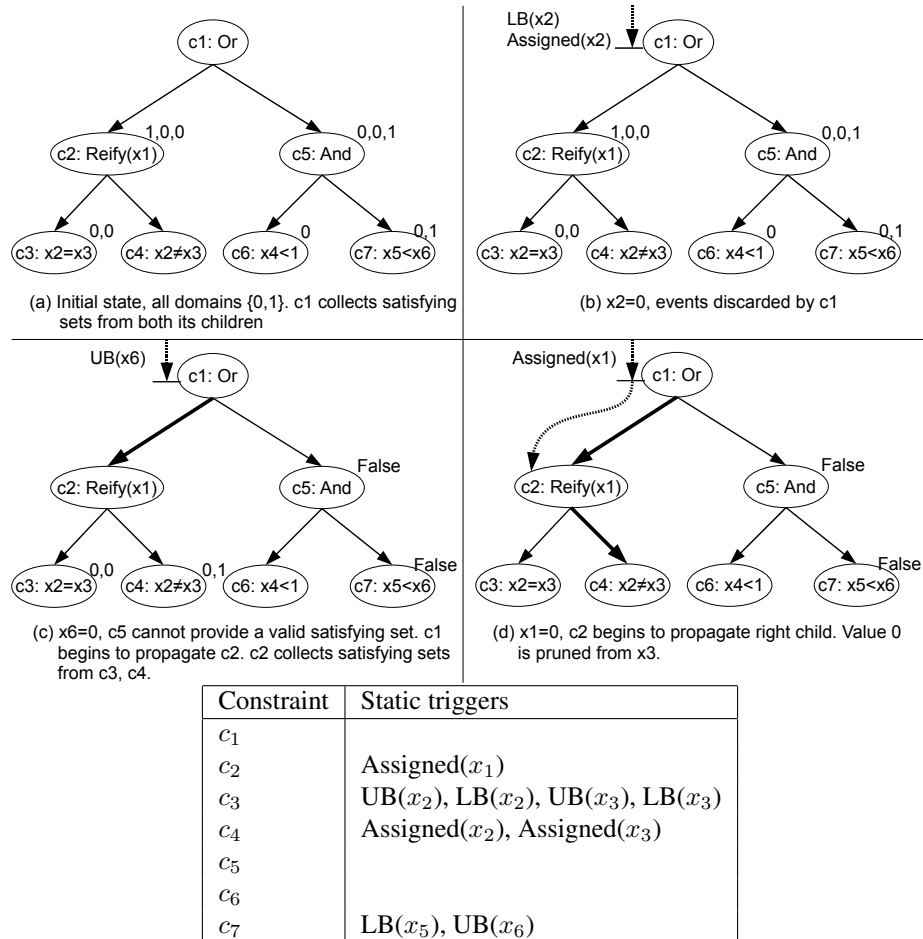 c1: Or
1,0,0
0,0,1
c2: Reify(x1)
c5: And
0,0
0
0,1
c3: x2=x3
c4: x2≠x3
c6: x4<1
c7: x5<x6
(a) Initial state, all domains {0,1}. c1 collects satisfying
sets from both its children
LB(x2)
Assigned(x2)
c1: Or
1,0,0
0,0,1
c2: Reify(x1)
c5: And
0,0
0
0,1
c3: x2=x3
c4: x2≠x3
c6: x4<1
c7: x5<x6
(b) x2=0, events discarded by c1
UB(x6)
c1: Or
False
c2: Reify(x1)
c5: And
0,0
0,1
False
c3: x2=x3
c4: x2≠x3
c6: x4<1
c7: x5<x6
(c) x6=0, c5 cannot provide a valid satisfying set. c1
begins to propagate c2. c2 collects satisfying sets
from c3, c4.
Assigned(x1)
c1: Or
False
c2: Reify(x1)
c5: And
False
c3: x2=x3
c4: x2≠x3
c6: x4<1
c7: x5<x6
(d) x1=0, c2 begins to propagate right child. Value 0
is pruned from x3.
Constraint Static triggers
c₁
c₂ Assigned(x₁)
c₃ UB(x₂), LB(x₂), UB(x₃), LB(x₃)
c₄ Assigned(x₂), Assigned(x₃)
c₅
c₆
c₇ LB(x₅), UB(x₆)